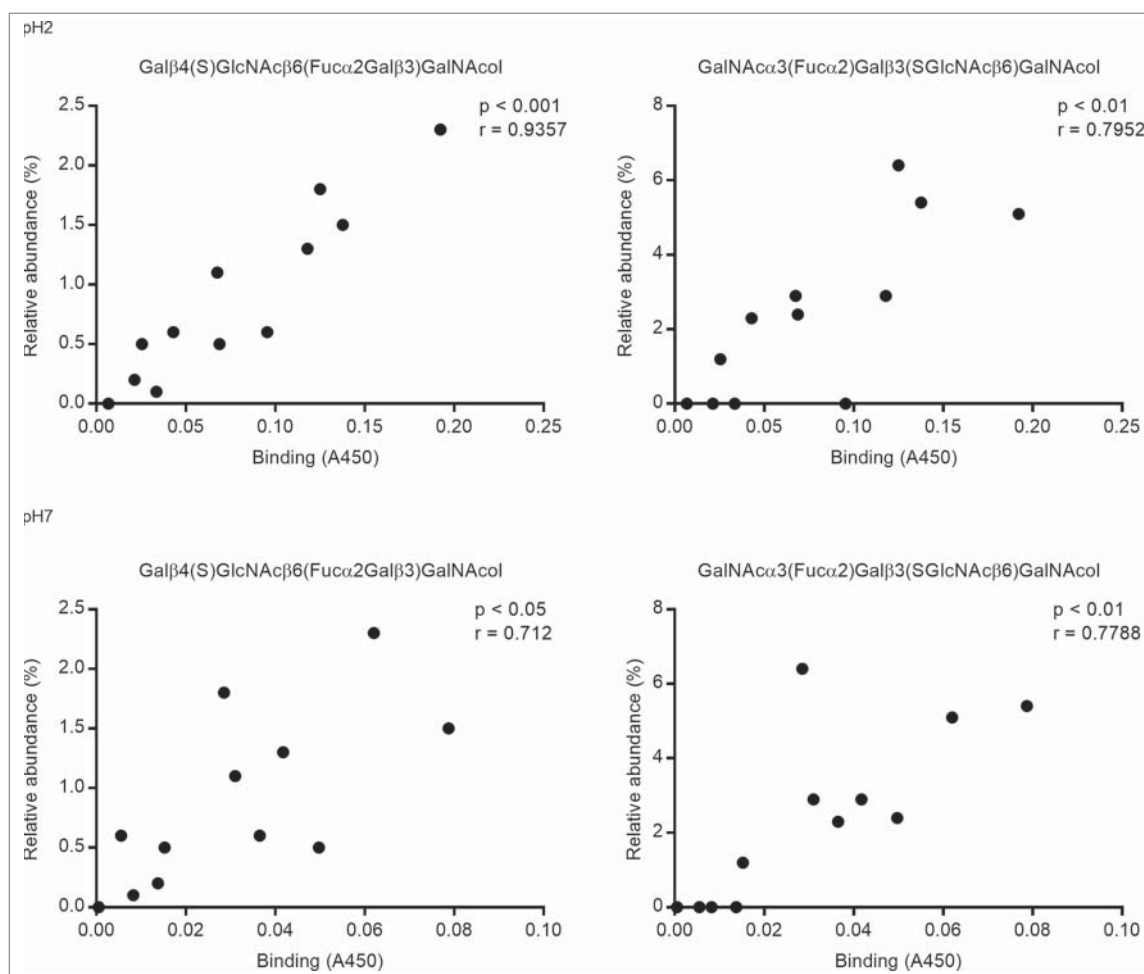 pH2
Galβ4(S)GlcNAcβ6(Fucα2Galβ3)GalNAcol
p < 0.001
r = 0.9357
Relative abundance (%)
2.5
2.0
1.5
1.0
0.5
0.0
0.00 0.05 0.10 0.15 0.20 0.25
Binding (A450)
GalNAcα3(Fucα2)Galβ3(SGlcNAcβ6)GalNAcol
p < 0.01
r = 0.7952
Relative abundance (%)
8
6
4
2
0
0.00 0.05 0.10 0.15 0.20 0.25
Binding (A450)
pH7
Galβ4(S)GlcNAcβ6(Fucα2Galβ3)GalNAcol
p < 0.05
r = 0.712
Relative abundance (%)
2.5
2.0
1.5
1.0
0.5
0.0
0.00 0.02 0.04 0.06 0.08 0.10
Binding (A450)
GalNAcα3(Fucα2)Galβ3(SGlcNAcβ6)GalNAcol
p < 0.01
r = 0.7788
Relative abundance (%)
8
6
4
2
0
0.00 0.02 0.04 0.06 0.08 0.10
Binding (A450)